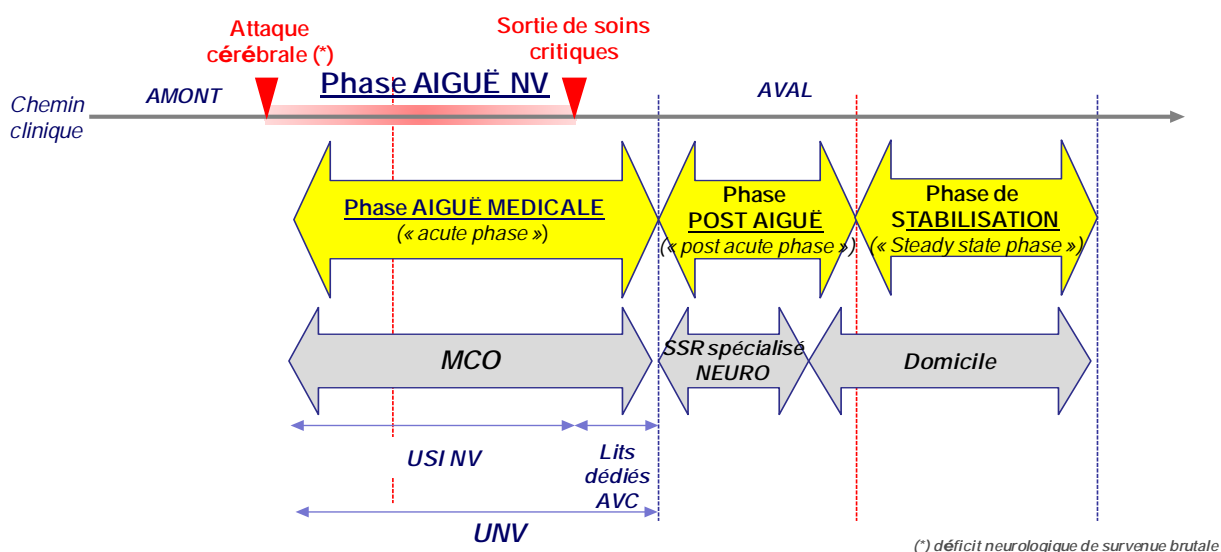 Attaque
cérébrale (*)
Sortie de soins
critiques
Phase AIGUË NV
AMONT
AVAL
Chemin
clinique
Phase AIGUË MEDICALE
(« acute phase »)
Phase
POST AIGUË
(« post acute phase »)
Phase de
STABILISATION
(« Steady state phase »)
MCO
SSR spécialisé
NEURO
Domicile
USI NV
Lits
dédiés
AVC
UNV
(*) déficit neurologique de survenue brutale